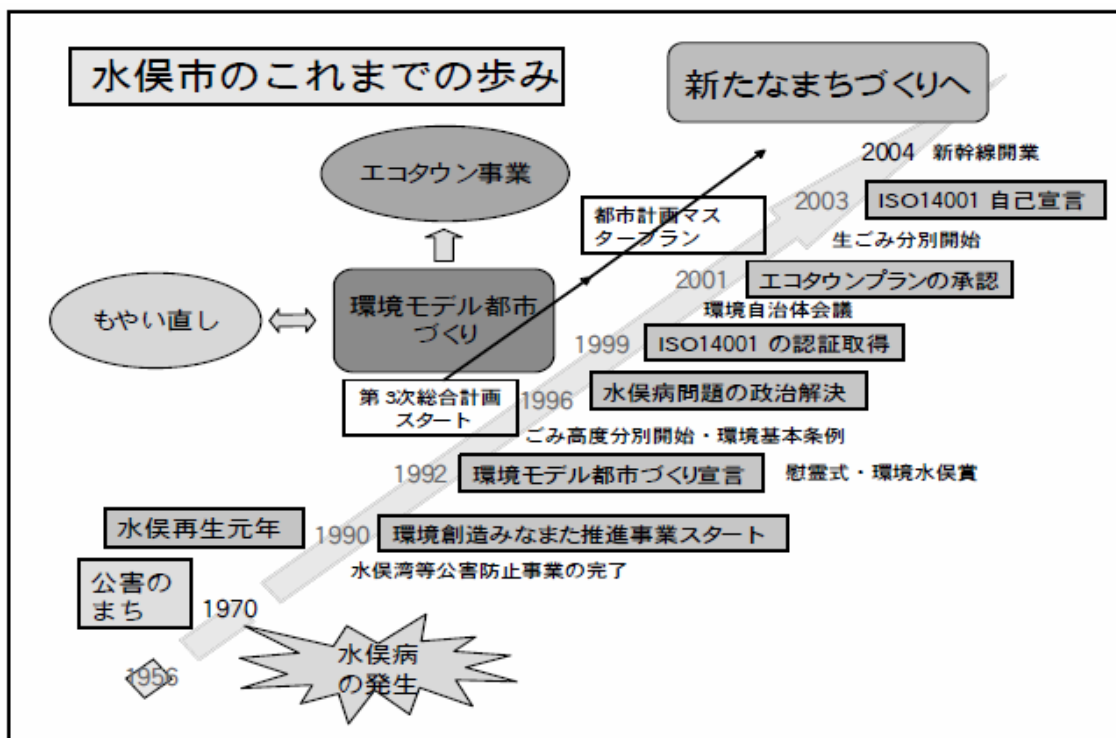 水俣市のこれまでの歩み
新たなまちづくりへ
2004 新幹線開業
エコタウン事業
2003 ISO14001 自己宣言
都市計画マス
タープラン
生ごみ分別開始
2001 エコタウンプランの承認
もやい直し
環境モデル都市
づくり
環境自治体会議
1999 ISO14001 の認証取得
第3次総合計画
スタート
1996 水俣病問題の政治解決
ごみ高度分別開始・環境基本条例
1992 環境モデル都市づくり宣言 慰霊式・環境水俣賞
水俣再生元年
1990 環境創造みなまた推進事業スタート
水俣湾等公害防止事業の完了
公害の
まち
1970
水俣病
の発生
1956